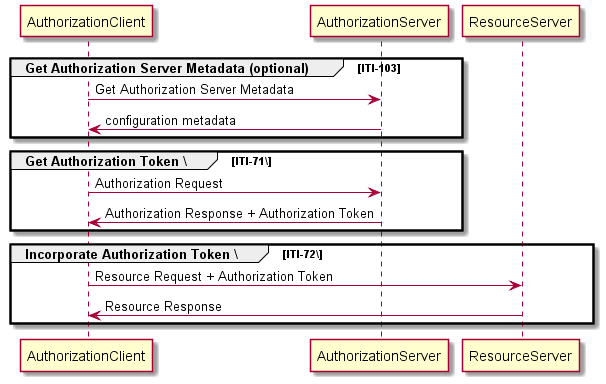 AuthorizationClient AuthorizationServer ResourceServer
Get Authorization Server Metadata (optional) [ITI-103]
Get Authorization Server Metadata
configuration metadata
Get Authorization Token \ [ITI-71\]
Authorization Request
Authorization Response + Authorization Token
Incorporate Authorization Token \ [ITI-72\]
Resource Request + Authorization Token
Resource Response
AuthorizationClient AuthorizationServer ResourceServer